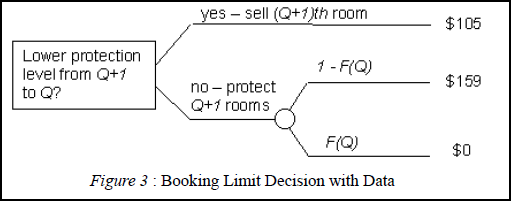 yes – sell (Q+1)th room
$105
Lower protection
level from Q+1
to Q?
1 - F(Q)
$159
no – protect
Q+1 rooms
F(Q)
$0
Figure 3 : Booking Limit Decision with Data